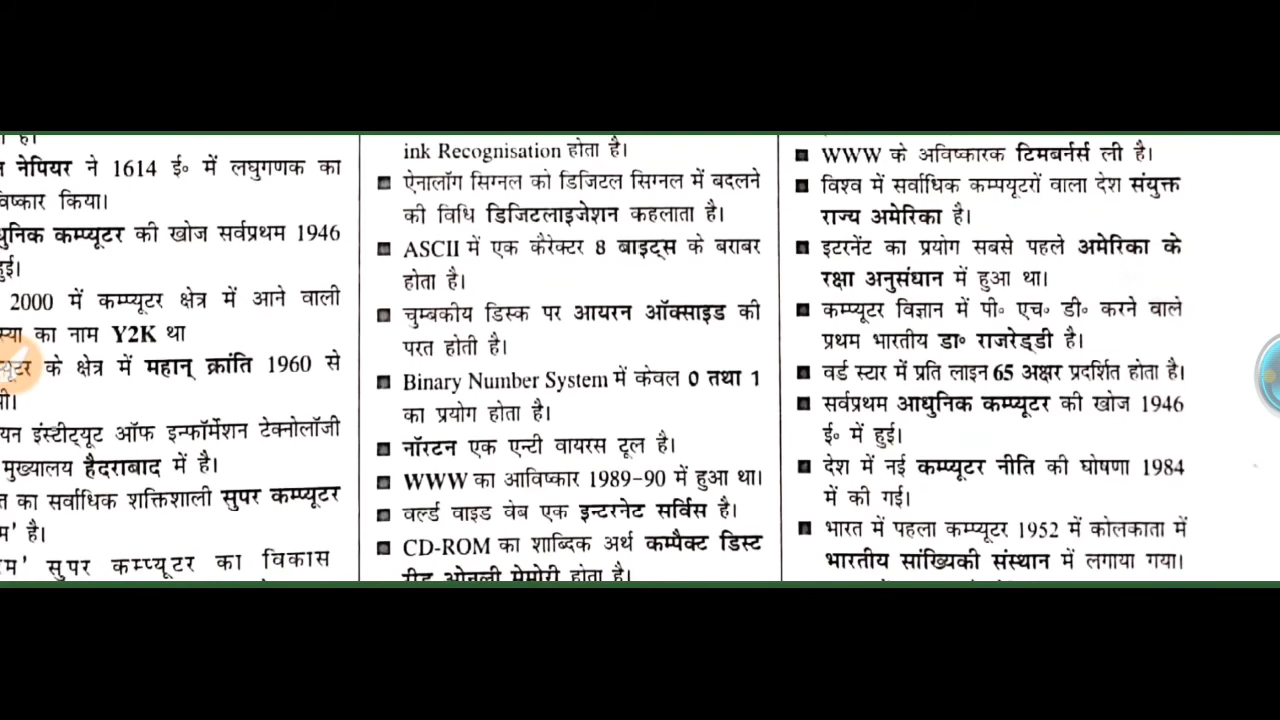 नेपियर ने 1614 ई॰ में लघुगणक का
किया।
कम्प्यूटर की खोज सर्वप्रथम 1946
हुई।
2000 में कम्प्यूटर क्षेत्र में आने वाली
का नाम Y2K था
के क्षेत्र में महान् क्रांति 1960 से
इंस्टीट्यूट ऑफ इन्फॉर्मेशन टेक्नोलॉजी
मुख्यालय हैदराबाद में है।
का सर्वाधिक शक्तिशाली सुपर कम्प्यूटर
है।
सुपर कम्प्यूटर का विकास
ink Recognisation होता है।
■ ऐनालॉग सिग्नल को डिजिटल सिग्नल में बदलने
की विधि डिजिटलाइजेशन कहलाता है।
■ ASCII में एक कैरेक्टर 8 बाइट्स के बराबर
होता है।
■ चुम्बकीय डिस्क पर आयरन ऑक्साइड की
परत होती है।
■ Binary Number System में केवल 0 तथा 1
का प्रयोग होता है।
■ नॉरटन एक एन्टी वायरस टूल है।
■ WWW का आविष्कार 1989-90 में हुआ था।
■ वर्ल्ड वाइड वेब एक इन्टरनेट सर्विस है।
■ CD-ROM का शाब्दिक अर्थ कम्पैक्ट डिस्ट
रीड ओनली मेमोरी होता है।
■ WWW के अविष्कारक टिमबर्नर्स ली है।
■ विश्व में सर्वाधिक कम्पयूटरों वाला देश संयुक्त
राज्य अमेरिका है।
■ इटरनेंट का प्रयोग सबसे पहले अमेरिका के
रक्षा अनुसंधान में हुआ था।
■ कम्प्यूटर विज्ञान में पी॰ एच॰ डी॰ करने वाले
प्रथम भारतीय डा॰ राजरेड्डी है।
■ वर्ड स्टार में प्रति लाइन 65 अक्षर प्रदर्शित होता है।
■ सर्वप्रथम आधुनिक कम्प्यूटर की खोज 1946
ई॰ में हुई।
■ देश में नई कम्प्यूटर नीति की घोषणा 1984
में की गई।
■ भारत में पहला कम्प्यूटर 1952 में कोलकाता में
भारतीय सांख्यिकी संस्थान में लगाया गया।